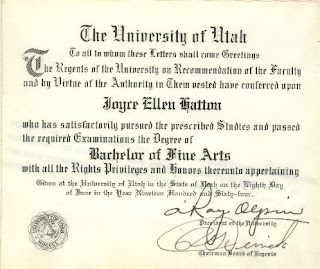 The University of Utah
To all to whom these Letters shall come Greetings
The Regents of the University on Recommendation of the Faculty
and by Virtue of the Authority in Them vested have conferred upon
Joyce Ellen Hatton
who has satisfactorily pursued the prescribed Studies and passed
the required Examinations the Degree of
Bachelor of Fine Arts
with all the Rights Privileges and Honors thereunto appertaining
Given at the University of Utah in the State of Utah on the Eighth Day
of June in the Year Nineteen Hundred and Sixty-four.
A Ray Olpin
President of the University
Chairman Board of Regents